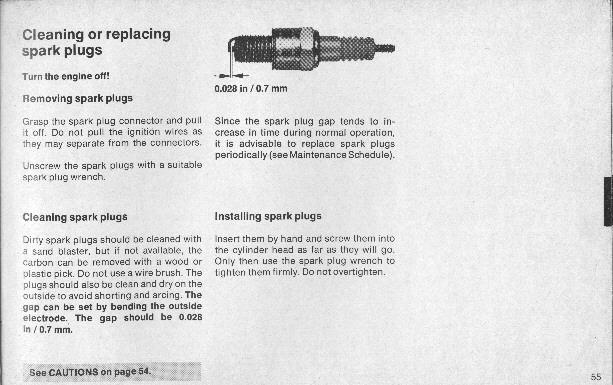 Cleaning or replacing
spark plugs
Turn the engine off!
Removing spark plugs
Grasp the spark plug connector and pull
it off. Do not pull the ignition wires as
they may separate from the connectors.
Unscrew the spark plugs with a suitable
spark plug wrench.
0.028 in / 0.7 mm
Since the spark plug gap tends to in-
crease in time during normal operation,
it is advisable to replace spark plugs
periodically (see Maintenance Schedule).
Cleaning spark plugs
Dirty spark plugs should be cleaned with
a sand blaster, but if not available, the
carbon can be removed with a wood or
plastic pick. Do not use a wire brush. The
plugs should also be clean and dry on the
outside to avoid shorting and arcing. The
gap can be set by bending the outside
electrode. The gap should be 0.028
in / 0.7 mm.
Installing spark plugs
Insert them by hand and screw them into
the cylinder head as far as they will go.
Only then use the spark plug wrench to
tighten them firmly. Do not overtighten.
See CAUTIONS on page 54.
55